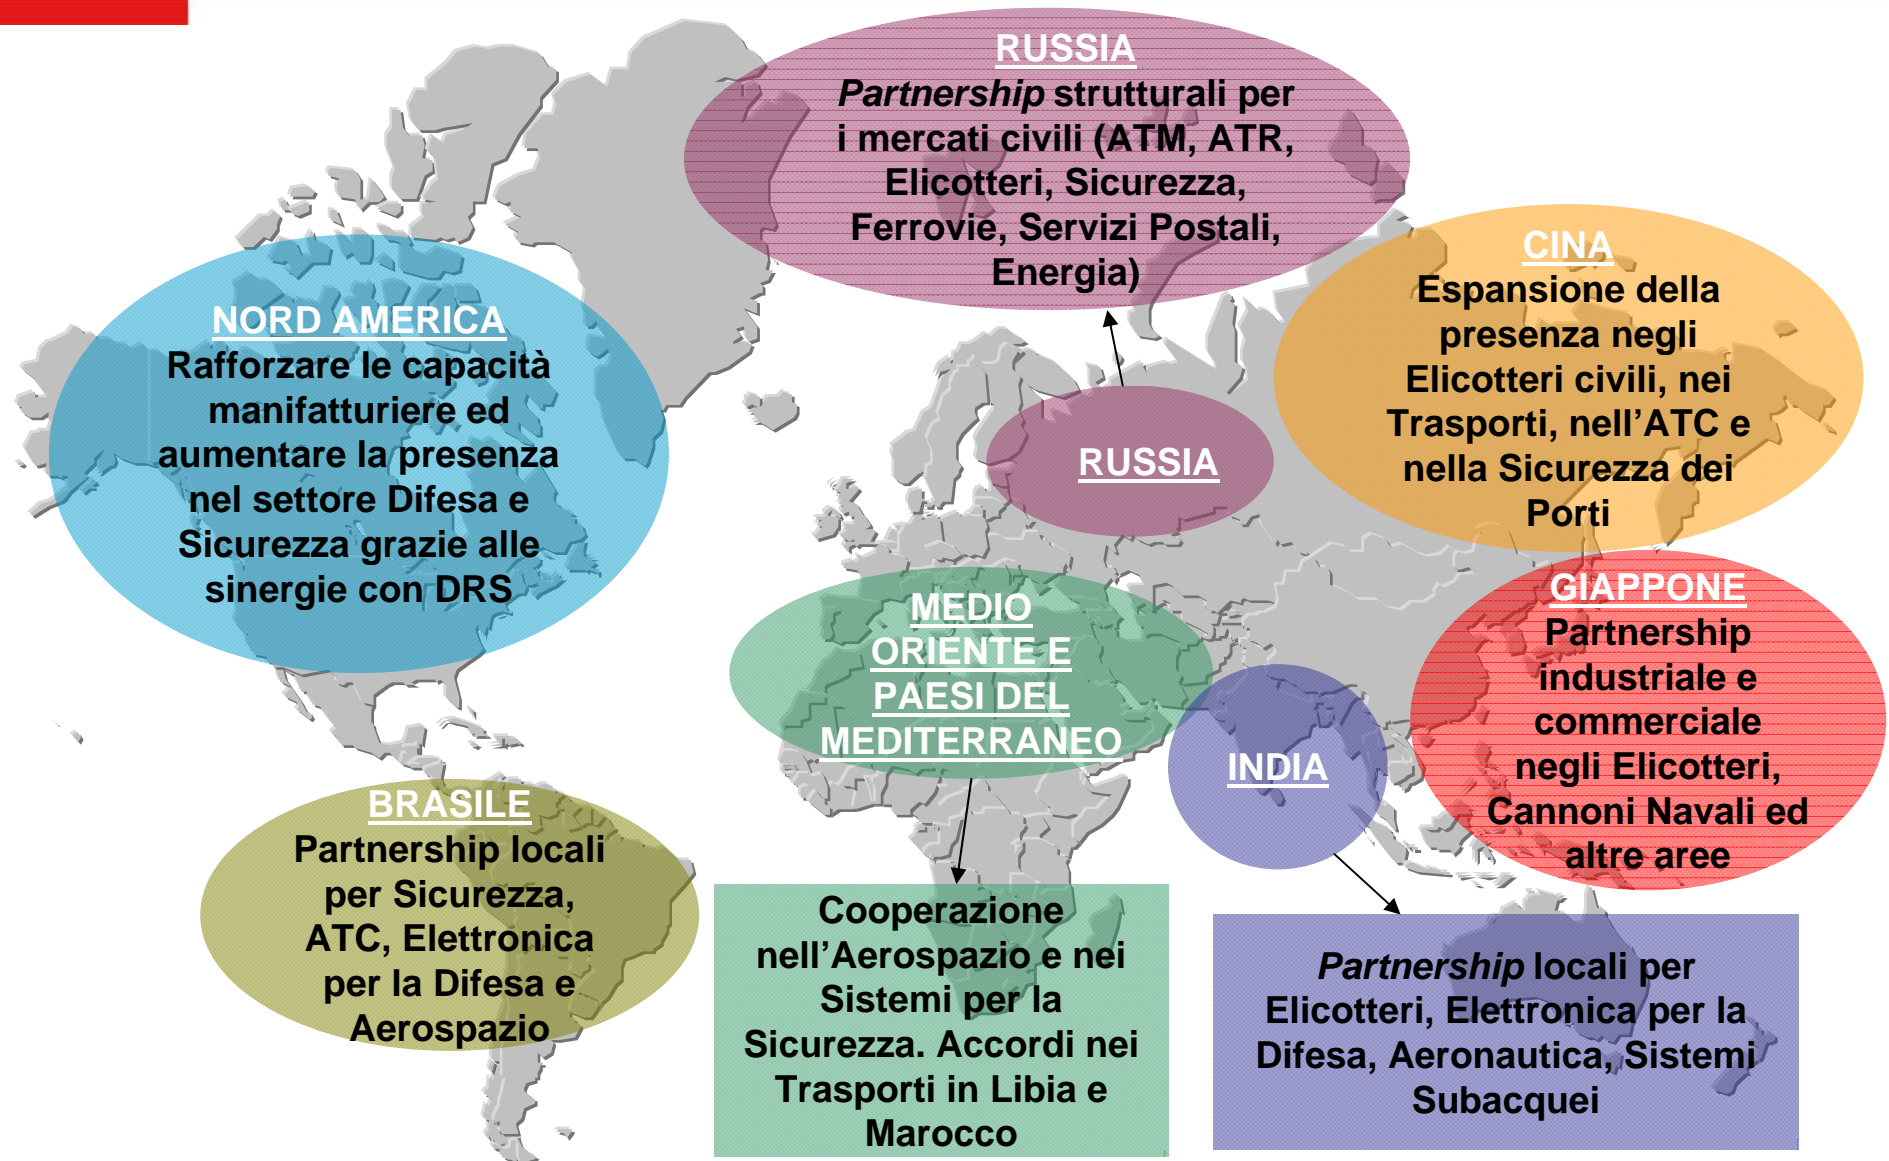 RUSSIA
Partnership strutturali per
i mercati civili (ATM, ATR,
Elicotteri, Sicurezza,
Ferrovie, Servizi Postali,
Energia)
CINA
Espansione della
presenza negli
Elicotteri civili, nei
Trasporti, nell’ATC e
nella Sicurezza dei
Porti
NORD AMERICA
Rafforzare le capacità
manifatturiere ed
aumentare la presenza
nel settore Difesa e
Sicurezza grazie alle
sinergie con DRS
RUSSIA
GIAPPONE
Partnership
industriale e
commerciale
negli Elicotteri,
Cannoni Navali ed
altre aree
MEDIO
ORIENTE E
PAESI DEL
MEDITERRANEO
INDIA
BRASILE
Partnership locali
per Sicurezza,
ATC, Elettronica
per la Difesa e
Aerospazio
Cooperazione
nell’Aerospazio e nei
Sistemi per la
Sicurezza. Accordi nei
Trasporti in Libia e
Marocco
Partnership locali per
Elicotteri, Elettronica per la
Difesa, Aeronautica, Sistemi
Subacquei